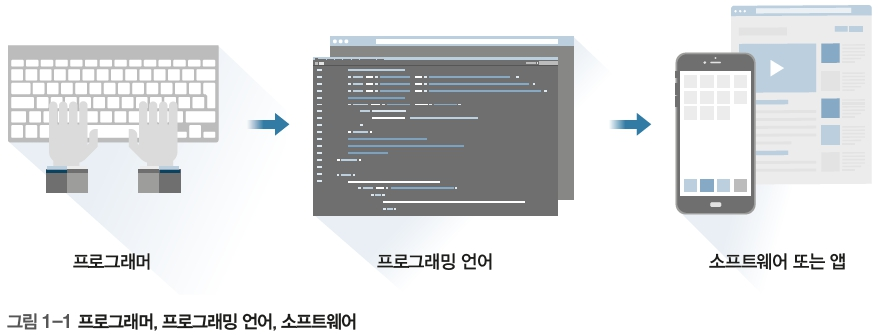 프로그래머
프로그래밍 언어
소프트웨어 또는 앱
그림 1-1 프로그래머, 프로그래밍 언어, 소프트웨어